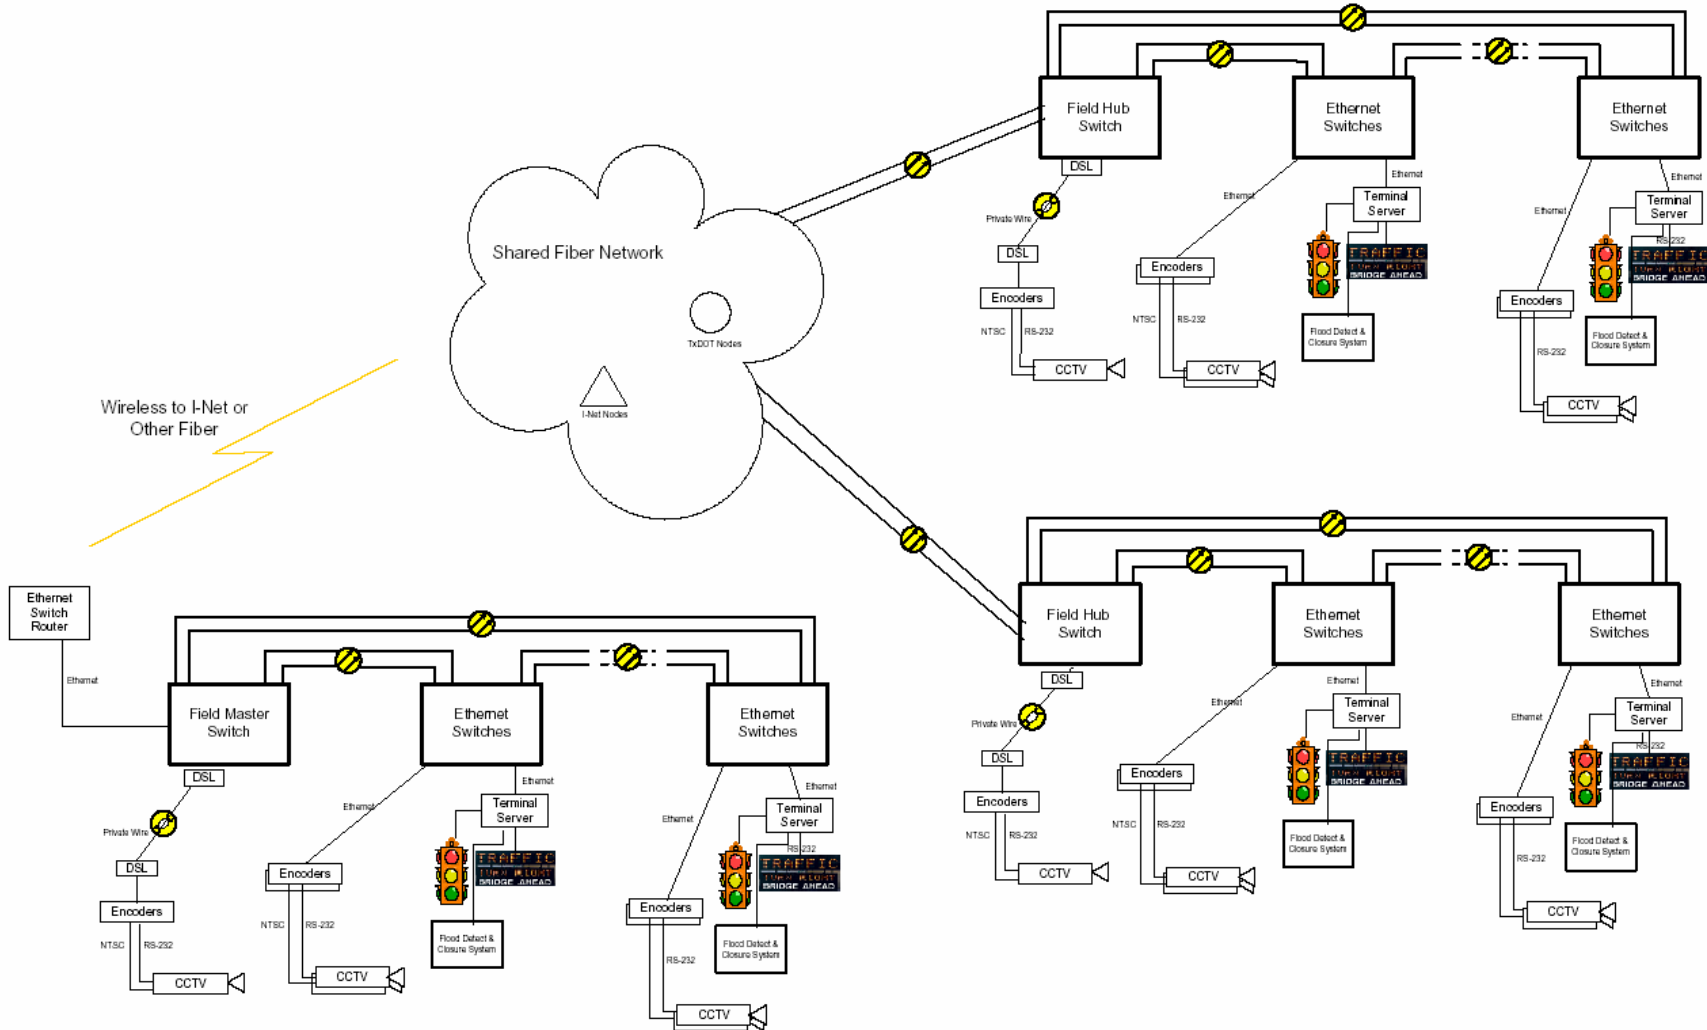 Field Hub
Switch
Ethernet
Switches
Ethernet
Switches
DSL
Private Wire
DSL
Encoders
NTSC
RS-232
CCTV
Ethernet
Ethernet
Terminal
Server
TRAFFIC
BRIDGE AHEAD
Encoders
NTSC
RS-232
CCTV
Flood Detect &
Closure System
Ethernet
Ethernet
Terminal
Server
RS-232
TRAFFIC
BRIDGE AHEAD
Encoders
RS-232
CCTV
Flood Detect &
Closure System
Shared Fiber Network
TxDOT Nodes
I-Net Nodes
Wireless to I-Net or
Other Fiber
Field Hub
Switch
Ethernet
Switches
Ethernet
Switches
DSL
Private Wire
DSL
Encoders
NTSC
RS-232
CCTV
Ethernet
Ethernet
Terminal
Server
TRAFFIC
BRIDGE AHEAD
Encoders
NTSC
RS-232
CCTV
Flood Detect &
Closure System
Ethernet
Ethernet
Terminal
Server
RS-232
TRAFFIC
BRIDGE AHEAD
Encoders
RS-232
CCTV
Flood Detect &
Closure System
Ethernet
Switch
Router
Ethernet
Field Master
Switch
Ethernet
Switches
Ethernet
Switches
DSL
Private Wire
DSL
Encoders
NTSC
RS-232
CCTV
Ethernet
Ethernet
Terminal
Server
TRAFFIC
BRIDGE AHEAD
Encoders
NTSC
RS-232
CCTV
Flood Detect &
Closure System
Ethernet
Ethernet
Terminal
Server
RS-232
TRAFFIC
BRIDGE AHEAD
Encoders
RS-232
CCTV
Flood Detect &
Closure System